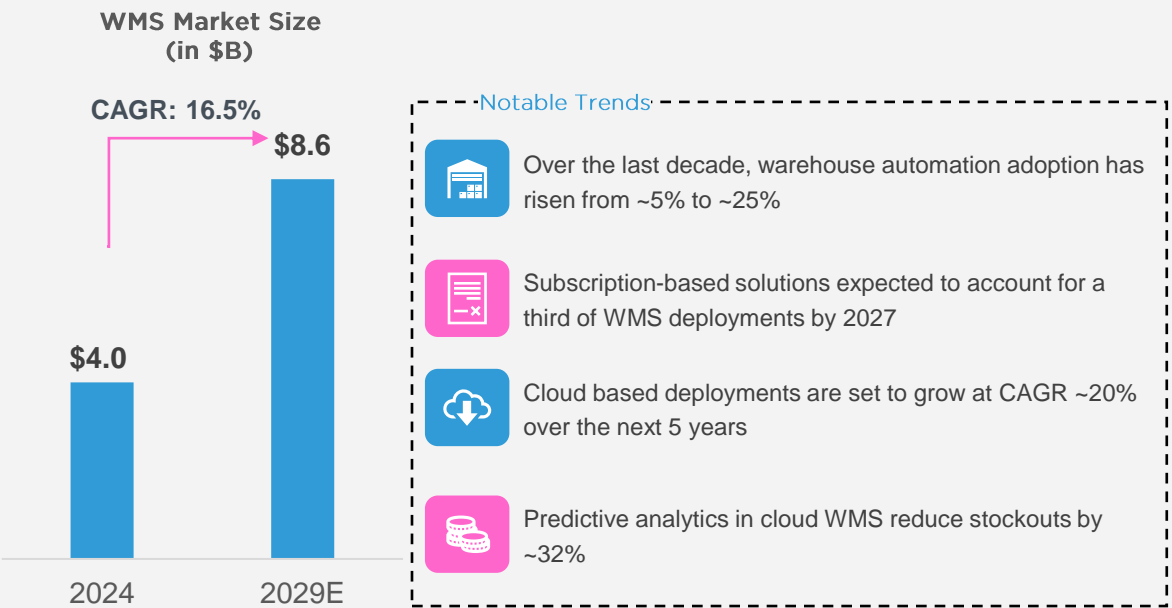 WMS Market Size
(in $B)
CAGR: 16.5%
$8.6
$4.0
2024
2029E
Notable Trends
Over the last decade, warehouse automation adoption has
risen from ~5% to ~25%
Subscription-based solutions expected to account for a
third of WMS deployments by 2027
Cloud based deployments are set to grow at CAGR ~20%
over the next 5 years
Predictive analytics in cloud WMS reduce stockouts by
~32%